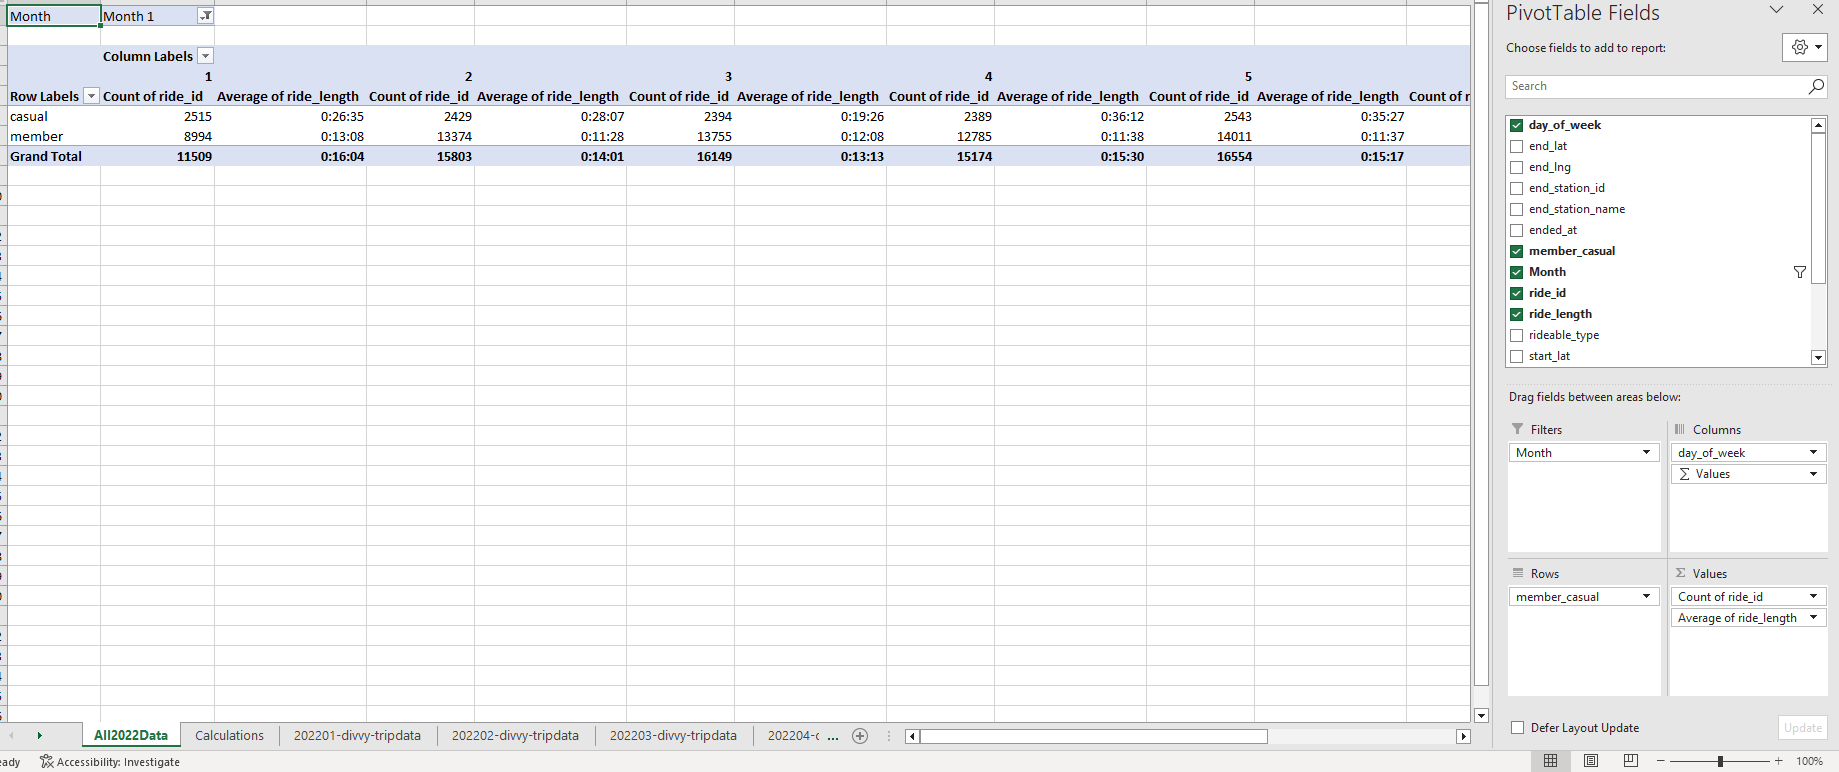 Month Month 1
Column Labels
1 2 3 4 5
Row Labels Count of ride_id Average of ride_length Count of ride_id Average of ride_length Count of ride_id Average of ride_length Count of ride_id Average of ride_length Count of ride_id Average of ride_length Count of r
casual 2515 0:26:35 2429 0:28:07 2394 0:19:26 2389 0:36:12 2543 0:35:27
member 8994 0:13:08 13374 0:11:28 13755 0:12:08 12785 0:11:38 14011 0:11:37
Grand Total 11509 0:16:04 15803 0:14:01 16149 0:13:13 15174 0:15:30 16554 0:15:17
All2022Data Calculations 202201-divvy-tripdata 202202-divvy-tripdata 202203-divvy-tripdata 202204-c ...
ady Accessibility: Investigate
PivotTable Fields
Choose fields to add to report:
Search
day_of_week
end_lat
end_lng
end_station_id
end_station_name
ended_at
member_casual
Month
ride_id
ride_length
rideable_type
start_lat
Drag fields between areas below:
Filters
Month
Columns
day_of_week
Σ Values
Rows
member_casual
Σ Values
Count of ride_id
Average of ride_length
Defer Layout Update Update
100%